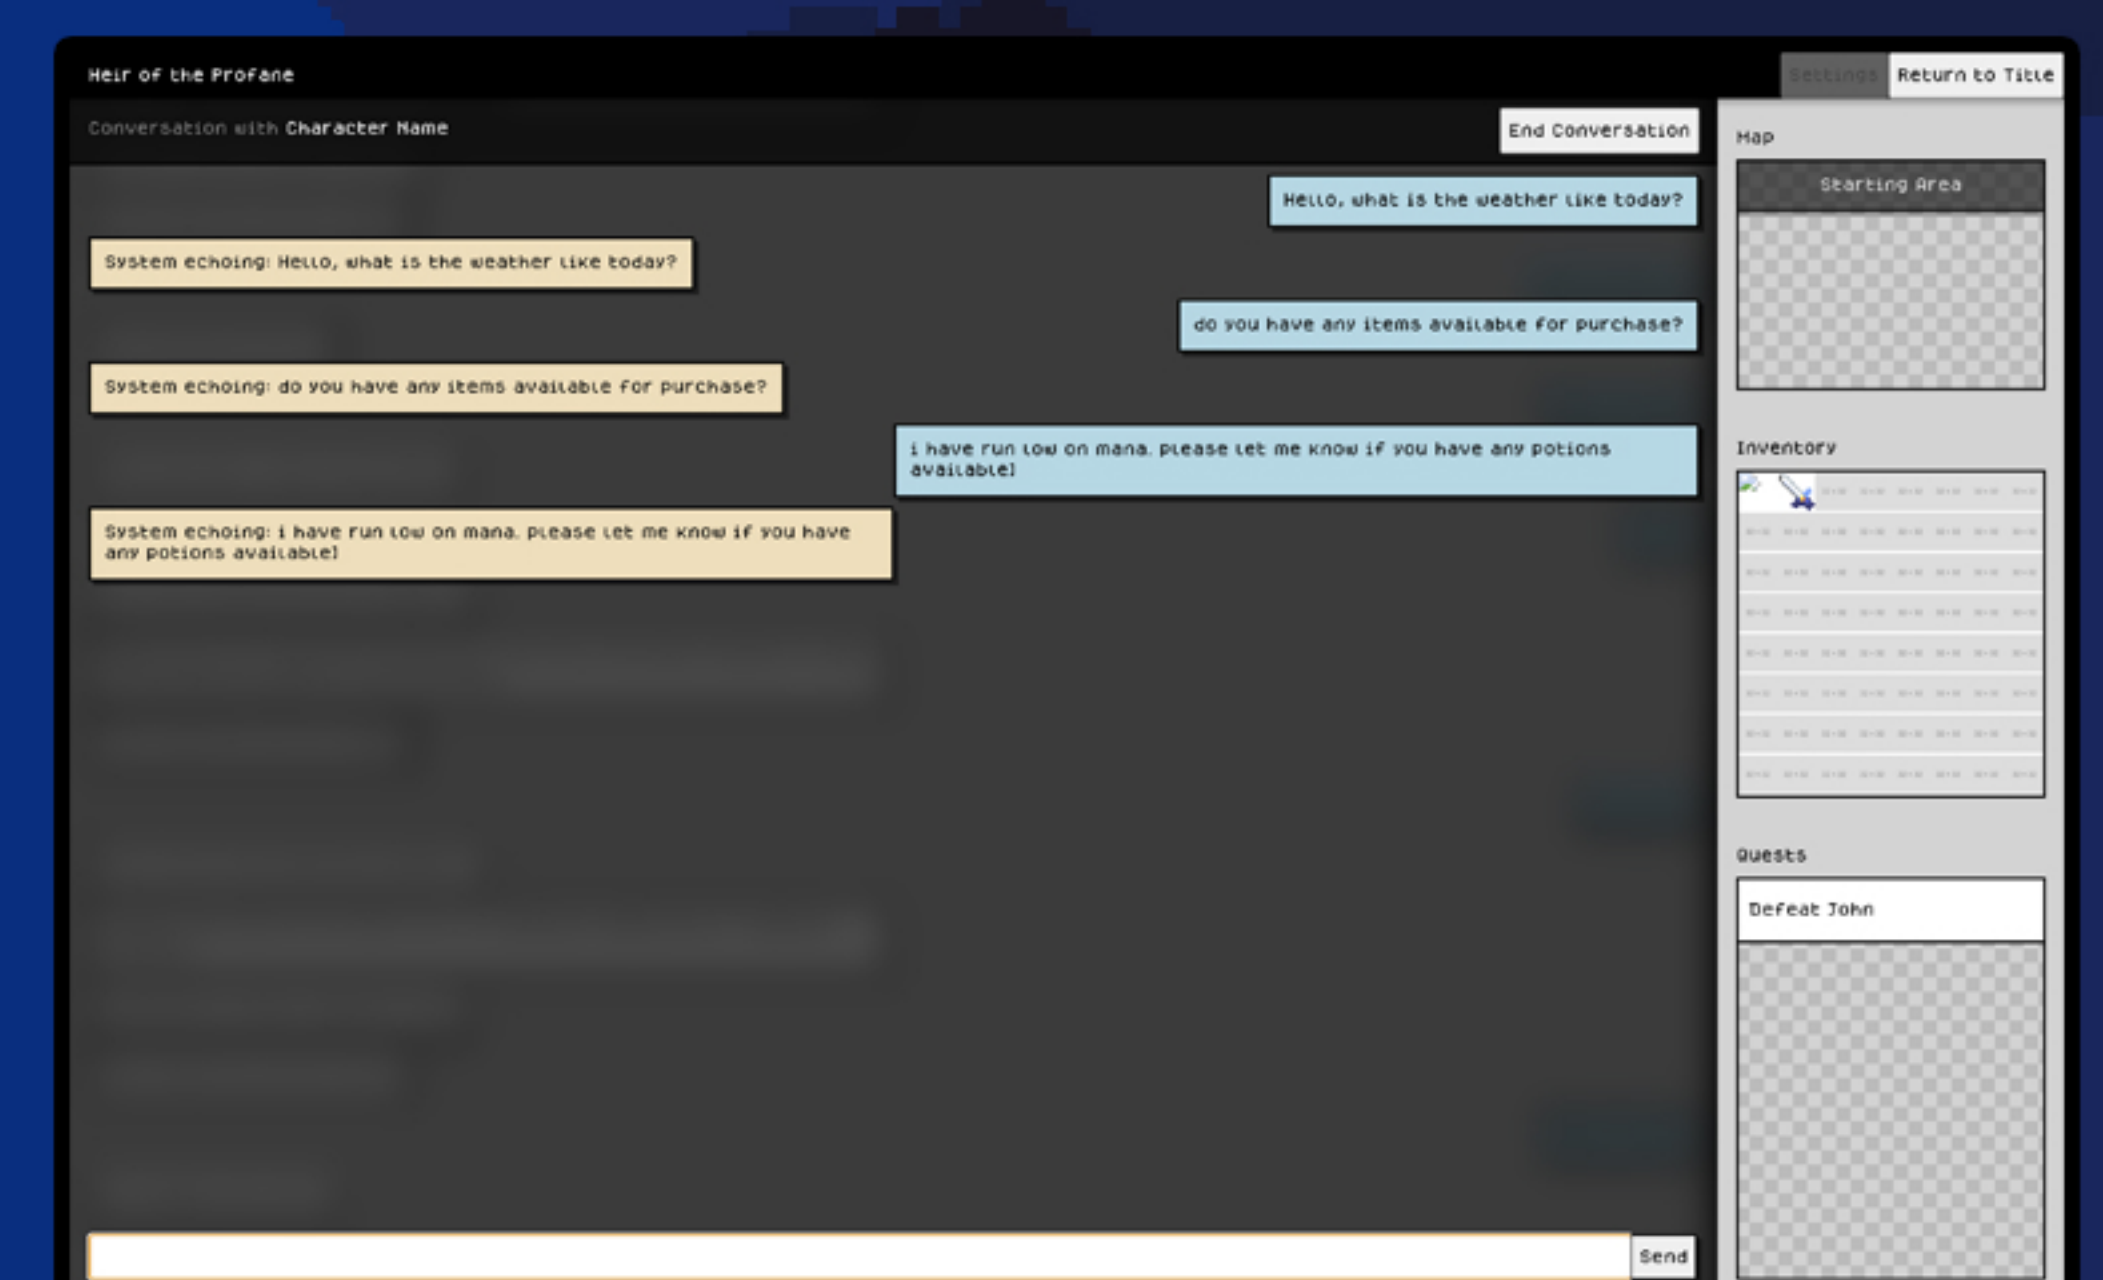 Heir of the Profane
Settings
Return to Title
Conversation with Character Name
End Conversation
Hello, what is the weather like today?
System echoing: Hello, what is the weather like today?
do you have any items available for purchase?
System echoing: do you have any items available for purchase?
i have run low on mana. please let me know if you have any potions
available!
System echoing: i have run low on mana. please let me know if you have
any potions available!
Send
Map
Starting Area
Inventory
Quests
Defeat John